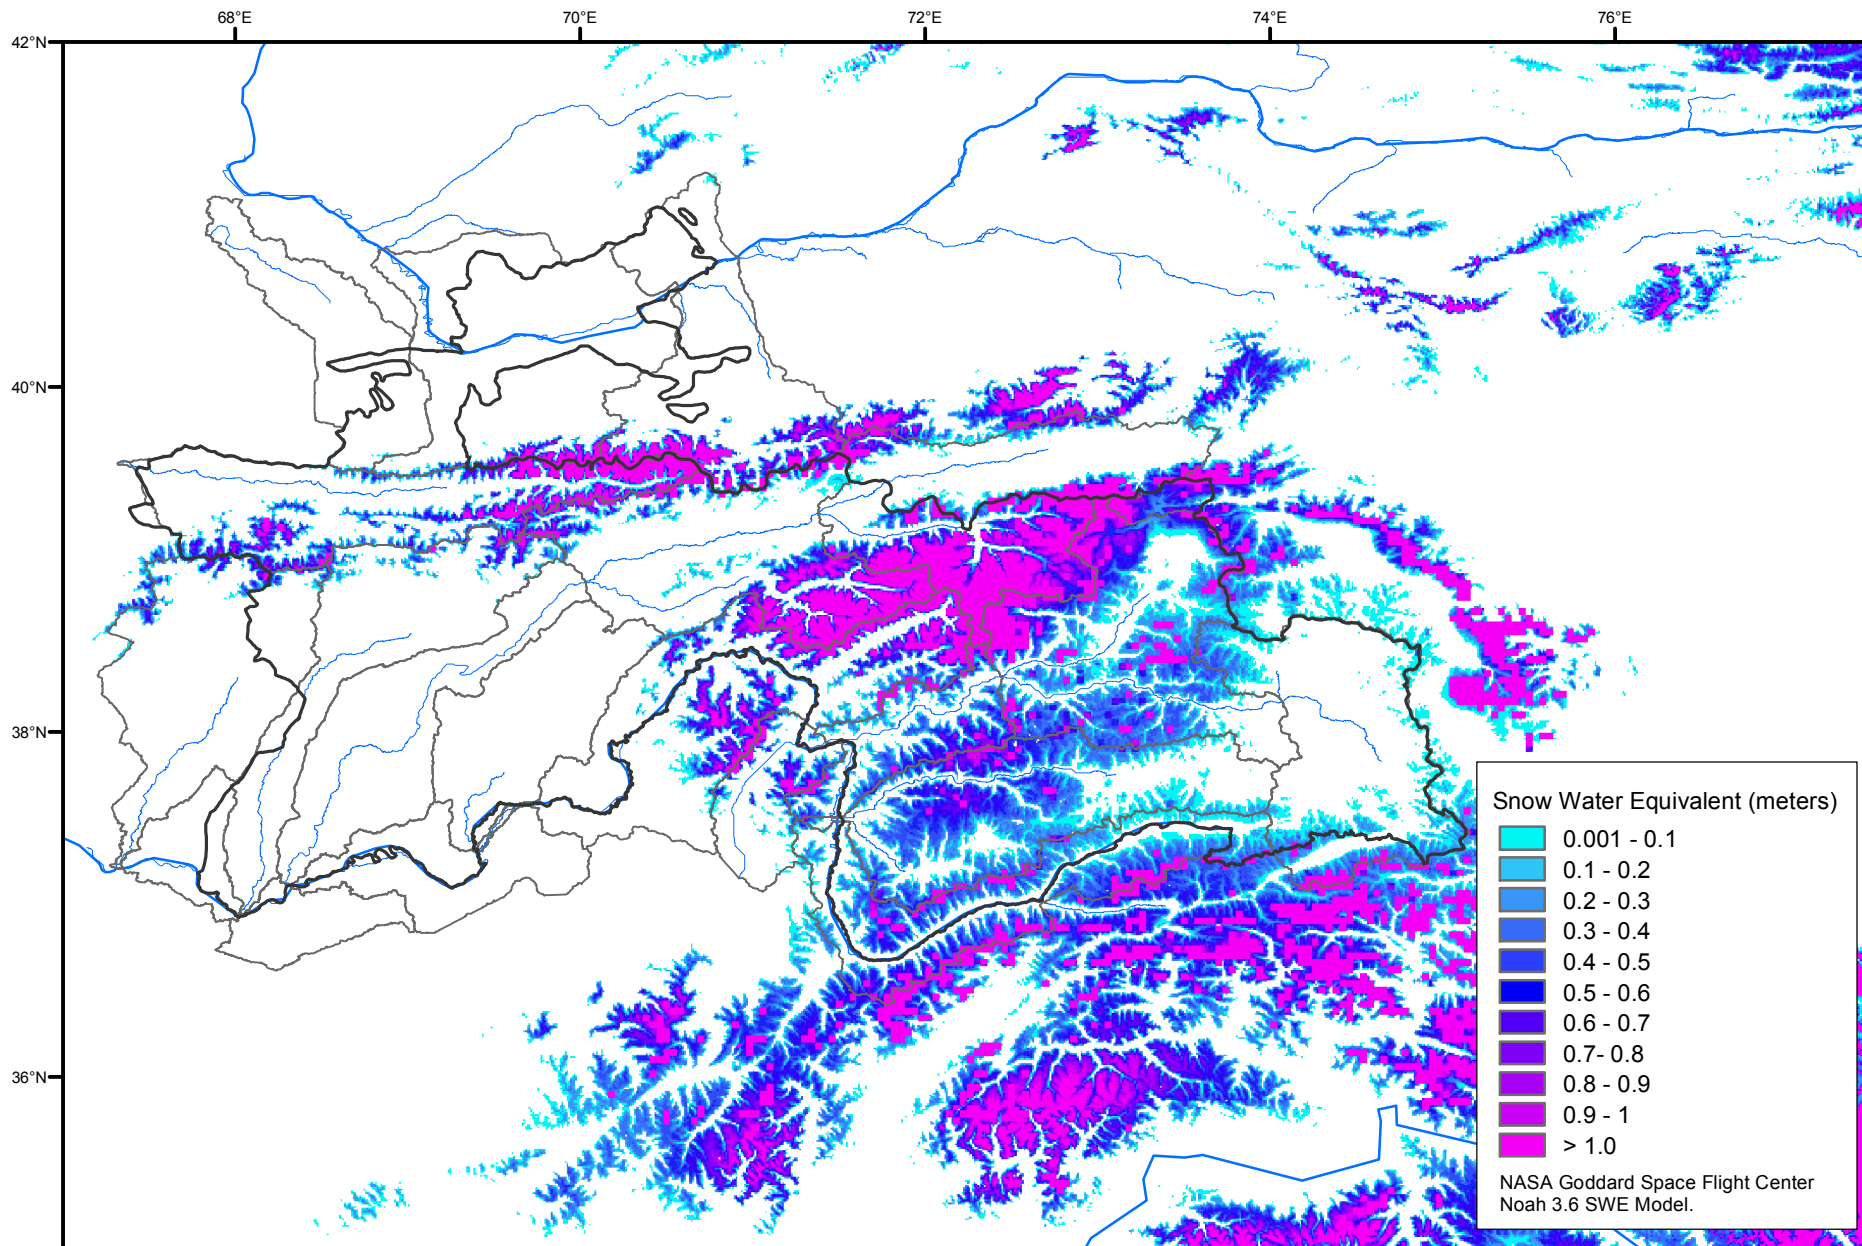 68°E
70°E
72°E
74°E
76°E
42°N
40°N
38°N
36°N
Snow Water Equivalent (meters)
0.001 - 0.1
0.1 - 0.2
0.2 - 0.3
0.3 - 0.4
0.4 - 0.5
0.5 - 0.6
0.6 - 0.7
0.7- 0.8
0.8 - 0.9
0.9 - 1
> 1.0
NASA Goddard Space Flight Center
Noah 3.6 SWE Model.